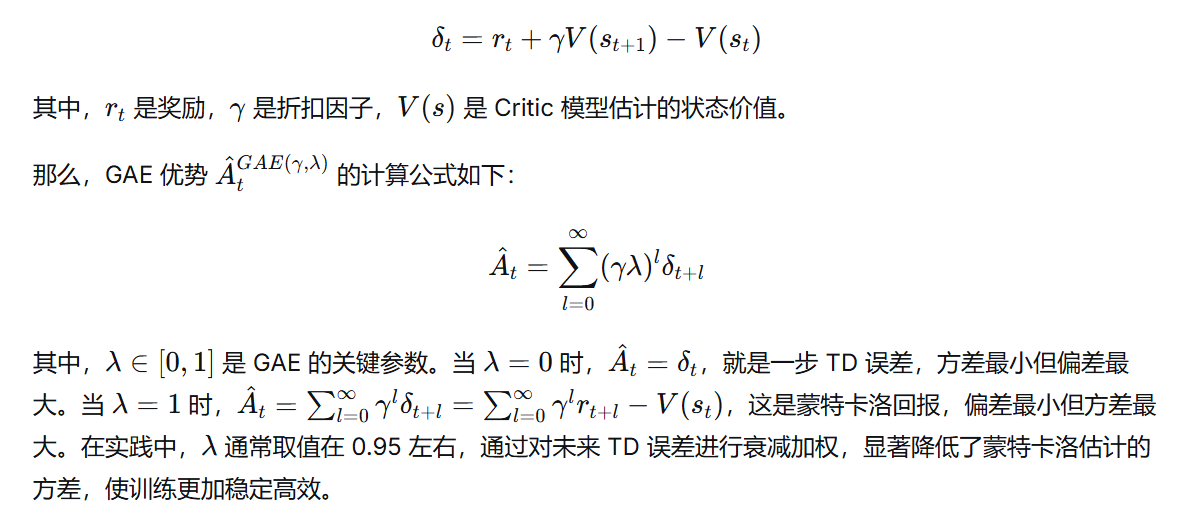 δ_t = r_t + γV(s_{t+1}) − V(s_t)
其中，r_t 是奖励，γ 是折扣因子，V(s) 是 Critic 模型估计的状态价值。
那么，GAE 优势 Â_t^{GAE(γ,λ)} 的计算公式如下：
Â_t = ∑_{l=0}^{∞} (γλ)^l δ_{t+l}
其中，λ ∈ [0, 1] 是 GAE 的关键参数。当 λ = 0 时，Â_t = δ_t，就是一步 TD 误差，方差最小但偏差最
大。当 λ = 1 时，Â_t = ∑_{l=0}^{∞} γ^l δ_{t+l} = ∑_{l=0}^{∞} γ^l r_{t+l} − V(s_t)，这是蒙特卡洛回报，偏差最小但方差最
大。在实践中，λ 通常取值在 0.95 左右，通过对未来 TD 误差进行衰减加权，显著降低了蒙特卡洛估计的
方差，使训练更加稳定高效。